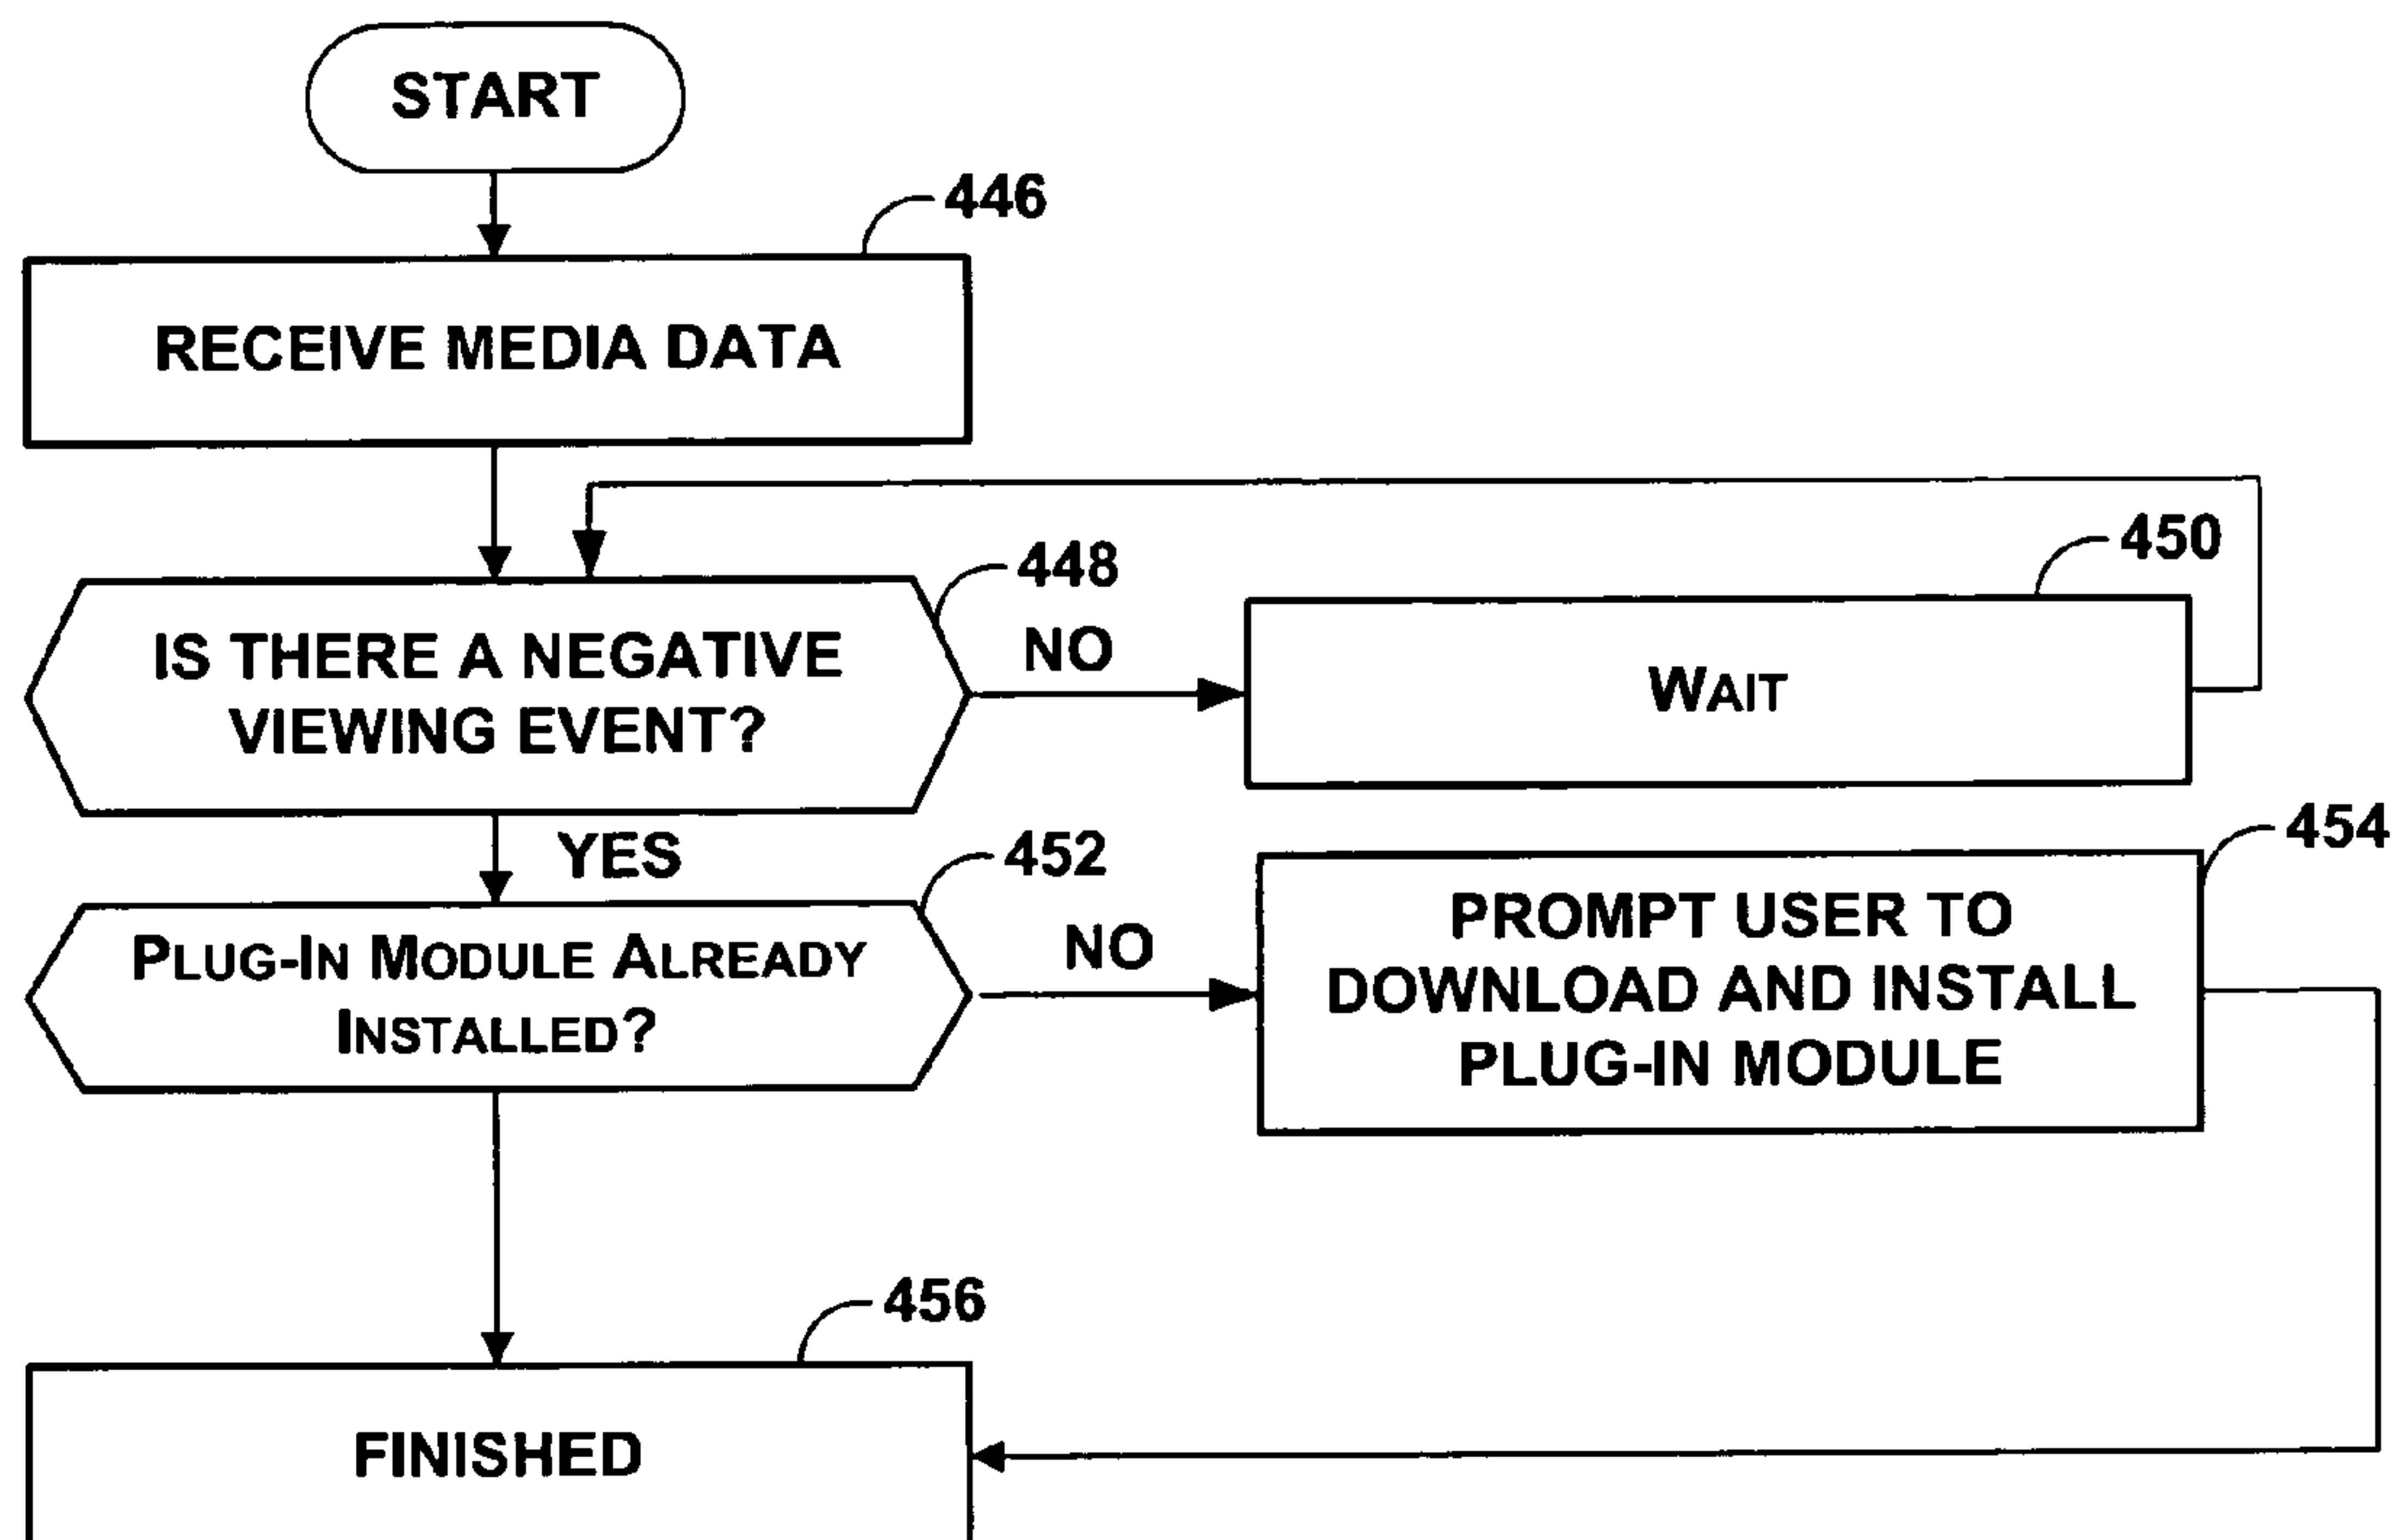 START
446
RECEIVE MEDIA DATA
448
450
IS THERE A NEGATIVE
VIEWING EVENT?
NO
WAIT
YES
452
454
PLUG-IN MODULE ALREADY
INSTALLED?
NO
PROMPT USER TO
DOWNLOAD AND INSTALL
PLUG-IN MODULE
456
FINISHED